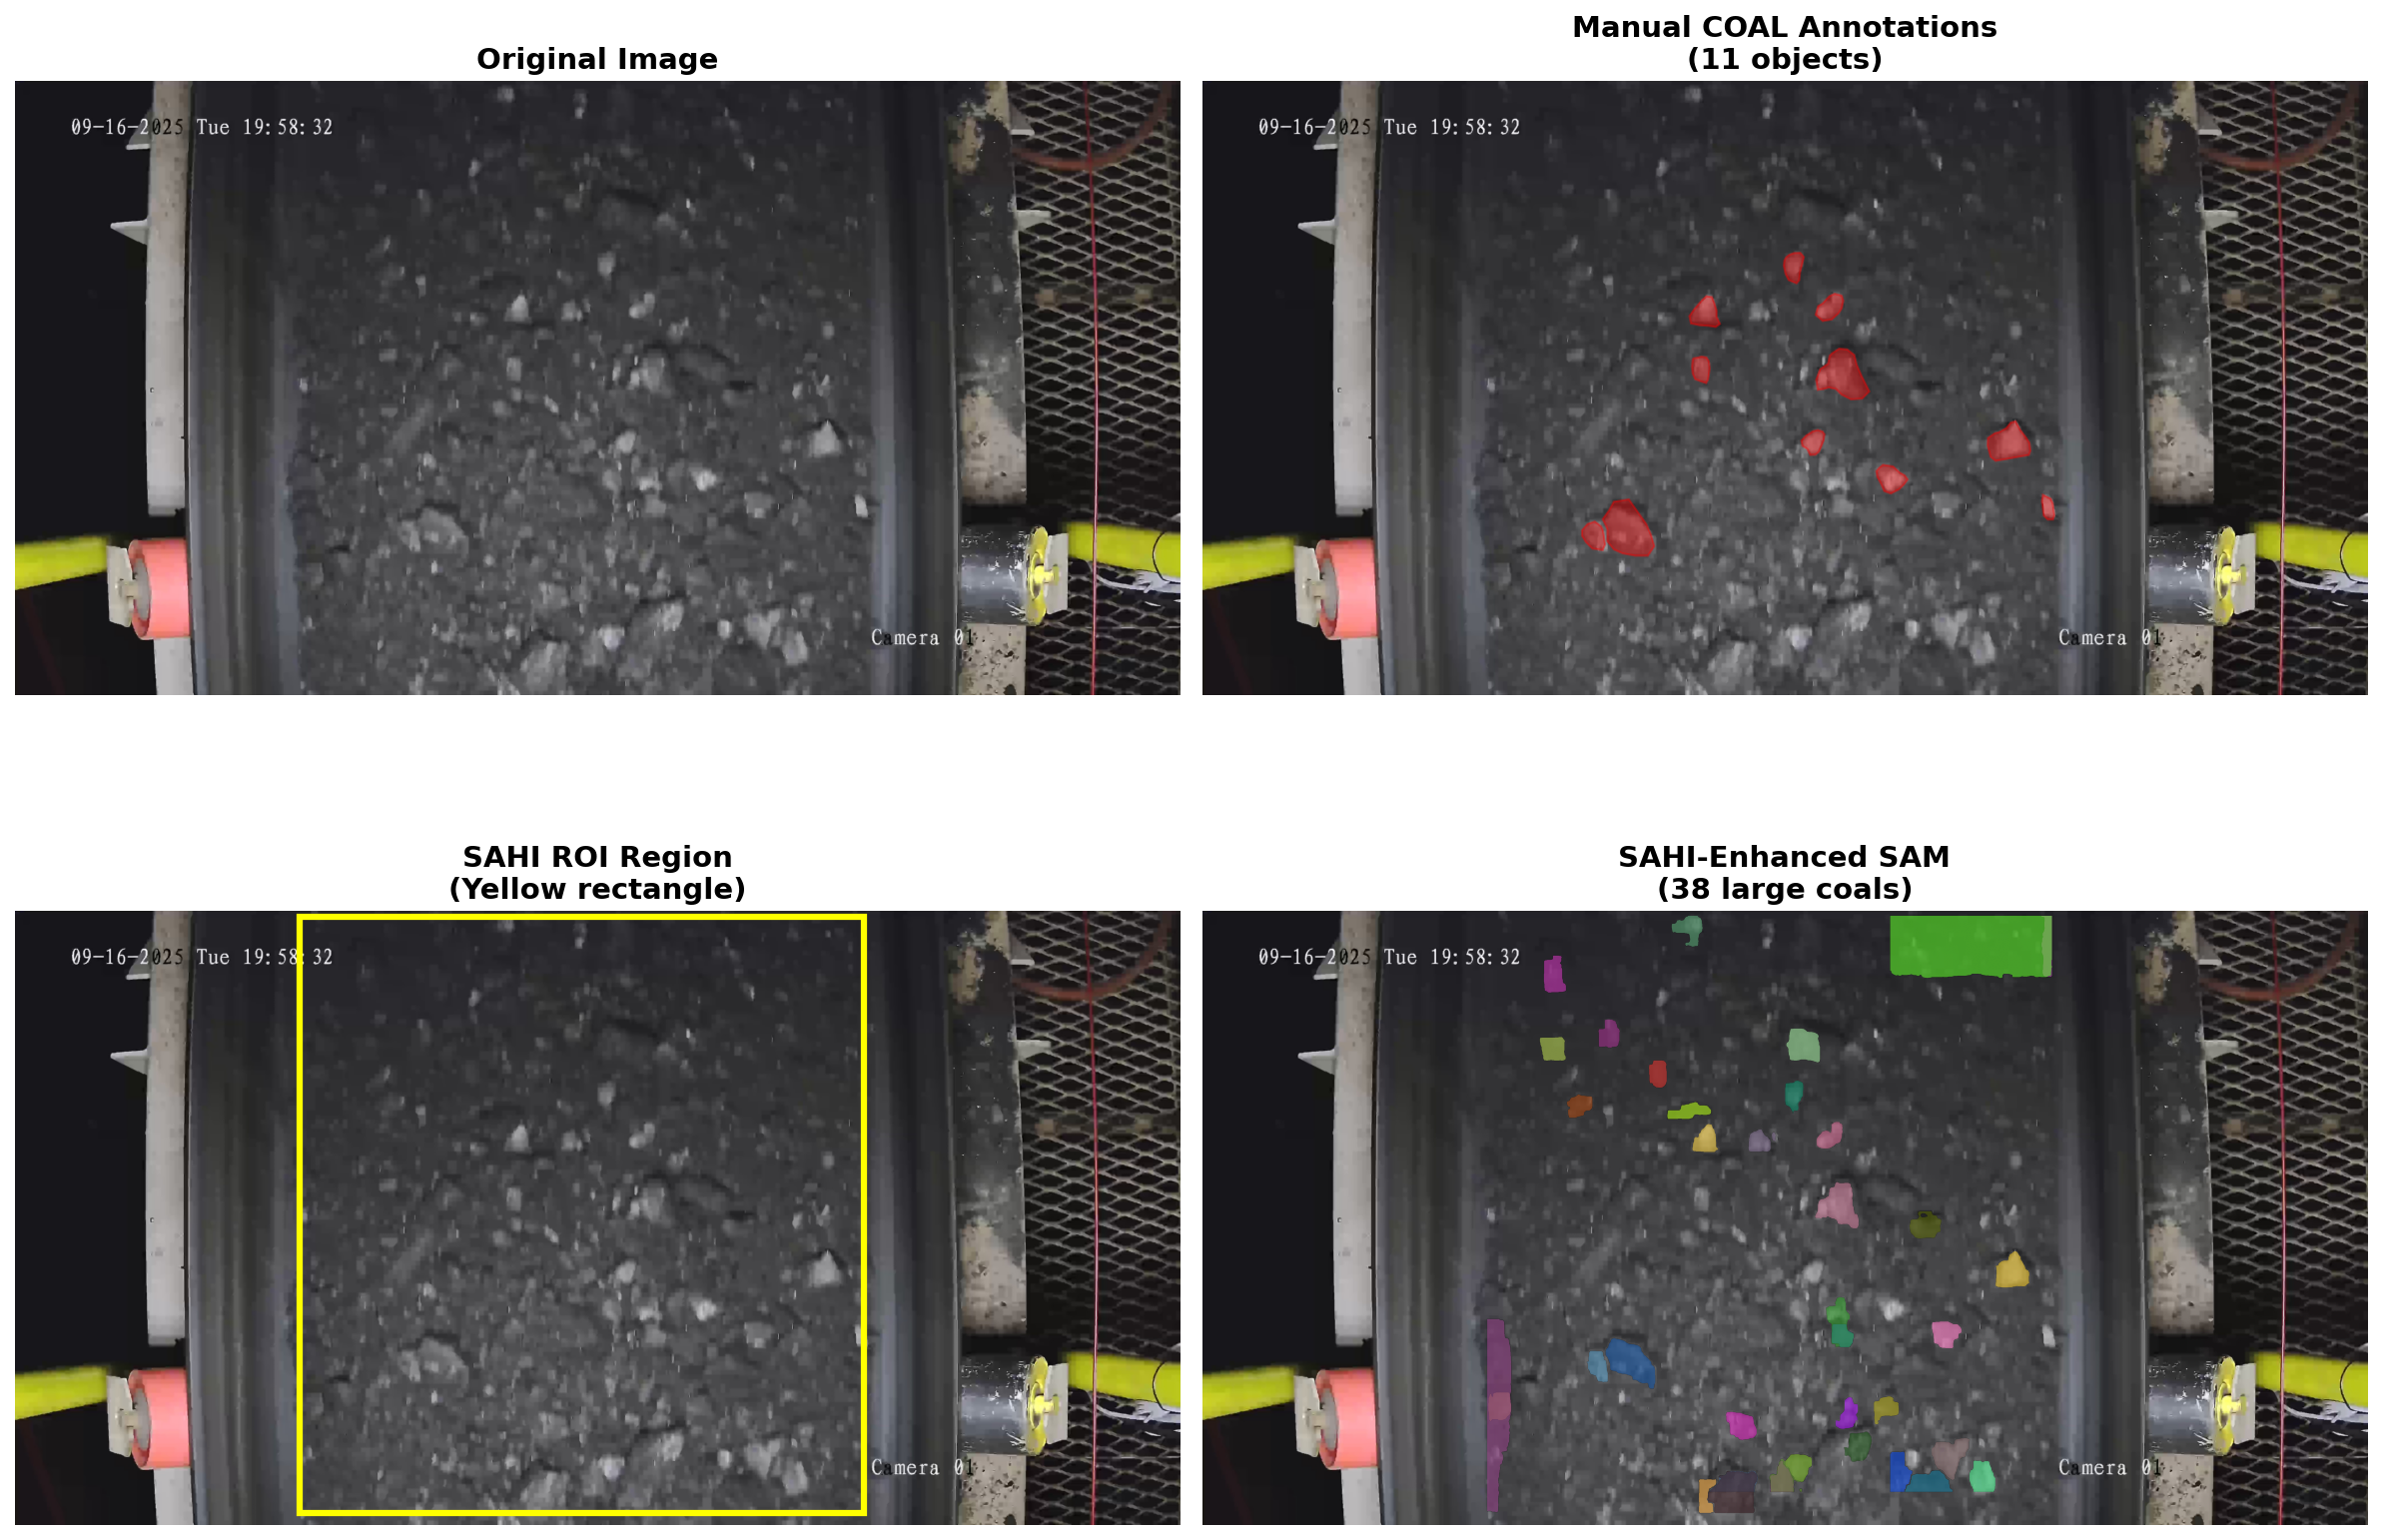 Original Image
09-16-2025 Tue 19:58:32
Camera 01
Manual COAL Annotations
(11 objects)
09-16-2025 Tue 19:58:32
Camera 01
SAHI ROI Region
(Yellow rectangle)
09-16-2025 Tue 19:58:32
Camera 01
SAHI-Enhanced SAM
(38 large coals)
09-16-2025 Tue 19:58:32
Camera 01